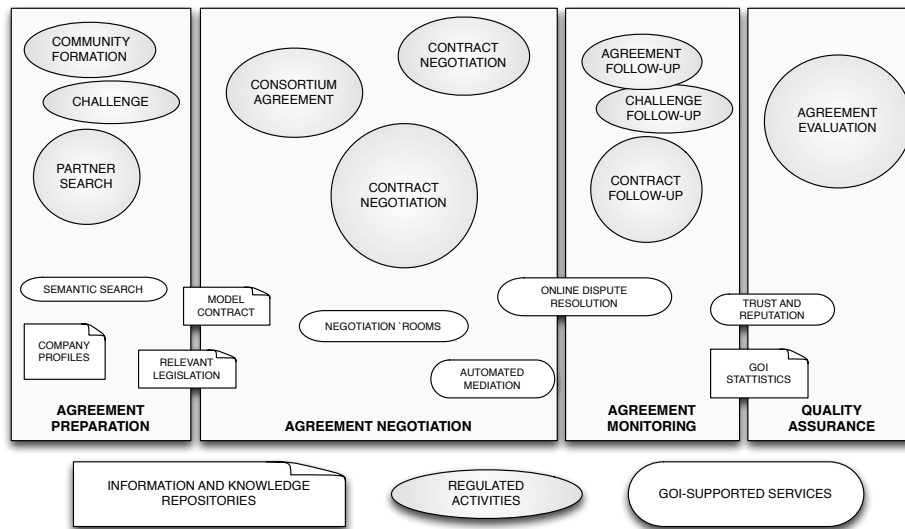 COMMUNITY
FORMATION
CHALLENGE
PARTNER
SEARCH
SEMANTIC SEARCH
COMPANY
PROFILES
MODEL
CONTRACT
RELEVANT
LEGISLATION
AGREEMENT
PREPARATION
CONSORTIUM
AGREEMENT
CONTRACT
NEGOTIATION
CONTRACT
NEGOTIATION
NEGOTIATION `ROOMS
AUTOMATED
MEDIATION
ONLINE DISPUTE
RESOLUTION
AGREEMENT NEGOTIATION
AGREEMENT
FOLLOW-UP
CHALLENGE
FOLLOW-UP
CONTRACT
FOLLOW-UP
AGREEMENT
MONITORING
AGREEMENT
EVALUATION
TRUST AND
REPUTATION
GOI
STATTISTICS
QUALITY
ASSURANCE
INFORMATION AND KNOWLEDGE
REPOSITORIES
REGULATED
ACTIVITIES
GOI-SUPPORTED SERVICES